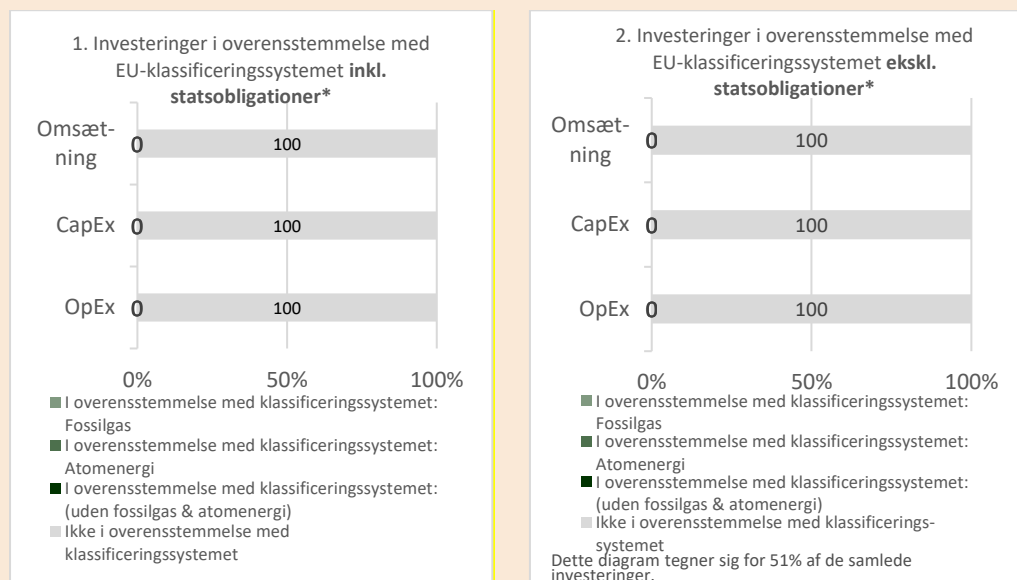 1. Investeringer i overensstemmelse med
EU-klassificeringssystemet inkl.
statsobligationer*
Omsæt-
ning
0
100
CapEx
0
100
OpEx
0
100
0%
50%
100%
I overensstemmelse med klassificeringssystemet:
Fossilgas
I overensstemmelse med klassificeringssystemet:
Atomenergi
I overensstemmelse med klassificeringssystemet:
(uden fossilgas & atomenergi)
Ikke i overensstemmelse med
klassificeringssystemet
2. Investeringer i overensstemmelse med
EU-klassificeringssystemet ekskl.
statsobligationer*
Omsæt-
ning
0
100
CapEx
0
100
OpEx
0
100
0%
50%
100%
I overensstemmelse med klassificeringssystemet:
Fossilgas
I overensstemmelse med klassificeringssystemet:
Atomenergi
I overensstemmelse med klassificeringssystemet:
(uden fossilgas & atomenergi)
Ikke i overensstemmelse med klassificerings-
systemet
Dette diagram tegner sig for 51% af de samlede
investeringer.